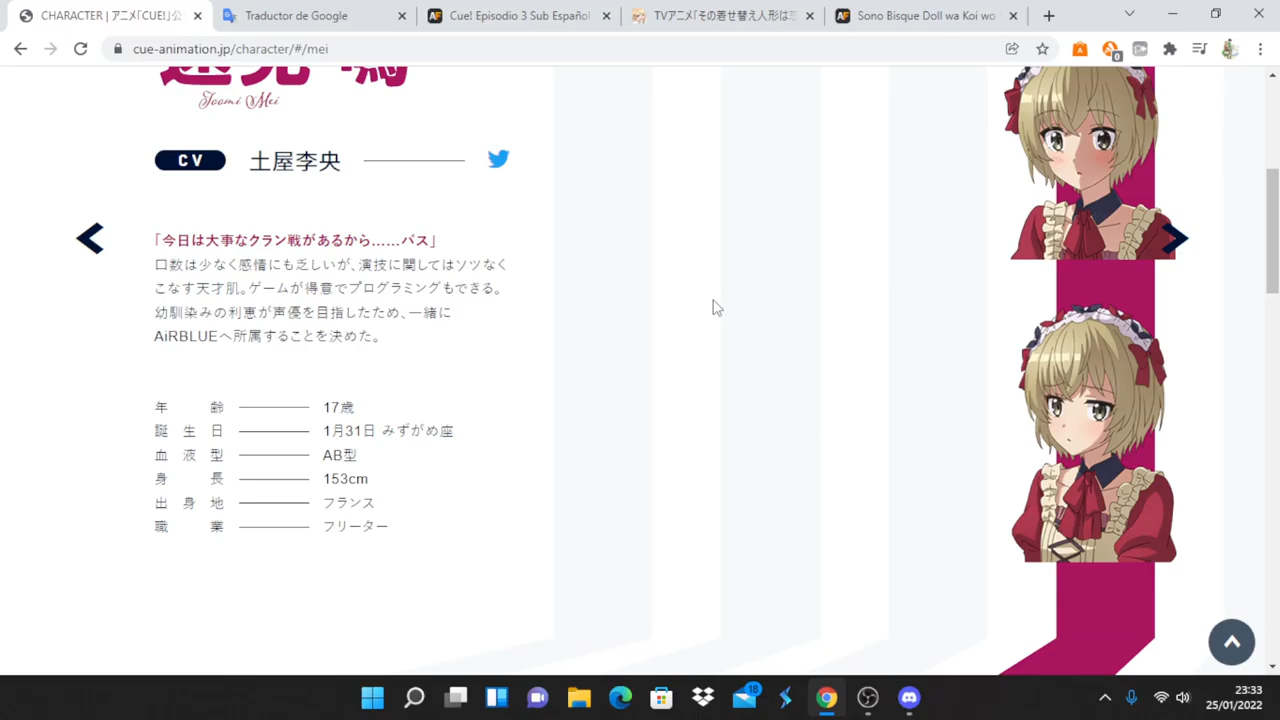 CHARACTER | アニメ「CUE!」公
Traductor de Google
Cue! Episodio 3 Sub Español
TVアニメ「その着せ替え人形は恋
Sono Bisque Doll wa Koi wo
cue-animation.jp/character/#/mei
0
Toomi Mei
CV 土屋李央
「今日は大事なクラン戦があるから……パス」
口数は少なく感情にも乏しいが、演技に関してはソツなく
こなす天才肌。ゲームが得意でプログラミングもできる。
幼馴染みの利恵が声優を目指したため、一緒に
AiRBLUEへ所属することを決めた。
年齢 17歳
誕生日 1月31日 みずがめ座
血液型 AB型
身長 153cm
出身地 フランス
職業 フリーター
18
23:33
25/01/2022